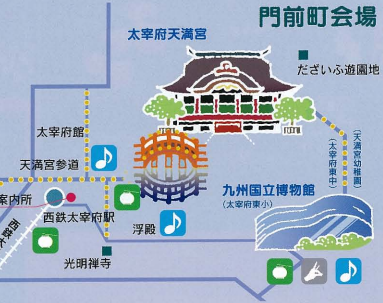 門前町会場
太宰府天満宮
だざいふ遊園地
太宰府館
天満宮参道
(天満宮幼稚園)
(太宰府東中)
案内所
西鉄太宰府駅
九州国立博物館
(太宰府東小)
浮殿
光明禅寺